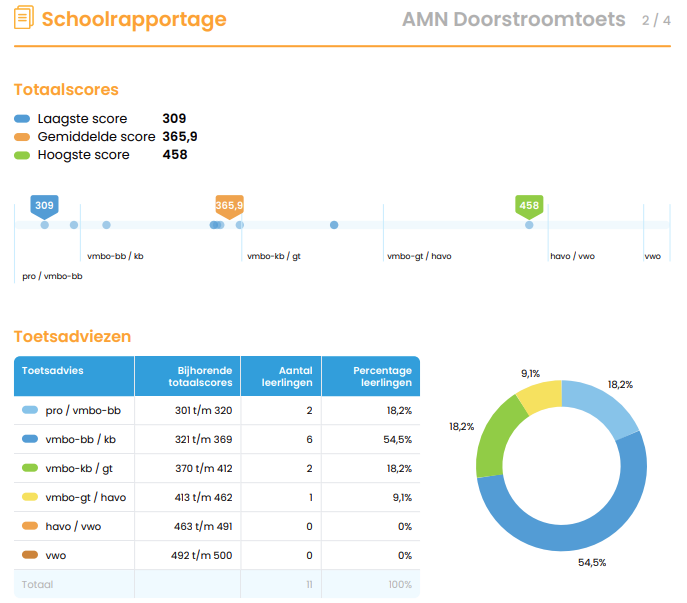 Schoolrapportage
AMN Doorstroomtoets 2 / 4
Totaalscores
Laagste score 309
Gemiddelde score 365,9
Hoogste score 458
309 365,9 458
vmbo-bb / kb vmbo-kb / gt vmbo-gt / havo havo / vwo vwo
pro / vmbo-bb
Toetsadviezen
Toetsadvies Bijhorende totaalscores Aantal leerlingen Percentage leerlingen
pro / vmbo-bb 301 t/m 320 2 18,2%
vmbo-bb / kb 321 t/m 369 6 54,5%
vmbo-kb / gt 370 t/m 412 2 18,2%
vmbo-gt / havo 413 t/m 462 1 9,1%
havo / vwo 463 t/m 491 0 0%
vwo 492 t/m 500 0 0%
Totaal 11 100%
9,1%
18,2%
18,2%
54,5%